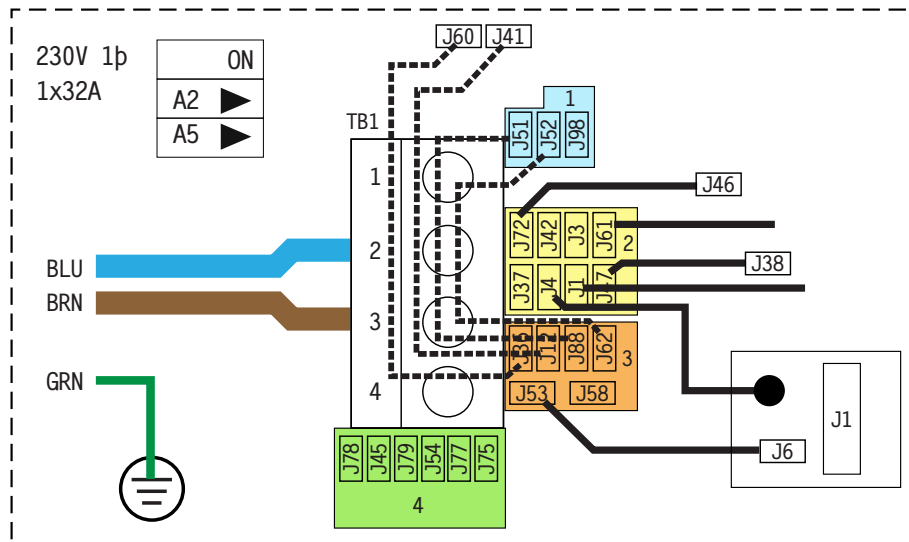 230V 1þ
1x32A
ON
A2
A5
J60 J41
TB1
1
J51 J52 J98
1
J46
J72 J42 J3 J61
2
2
J38
J37 J4 J1 J47
BLU
BRN
3
J36 J12 J88 J62
3
GRN
4
J53 J58
J1
J6
J78 J45 J79 J54 J77 J75
4